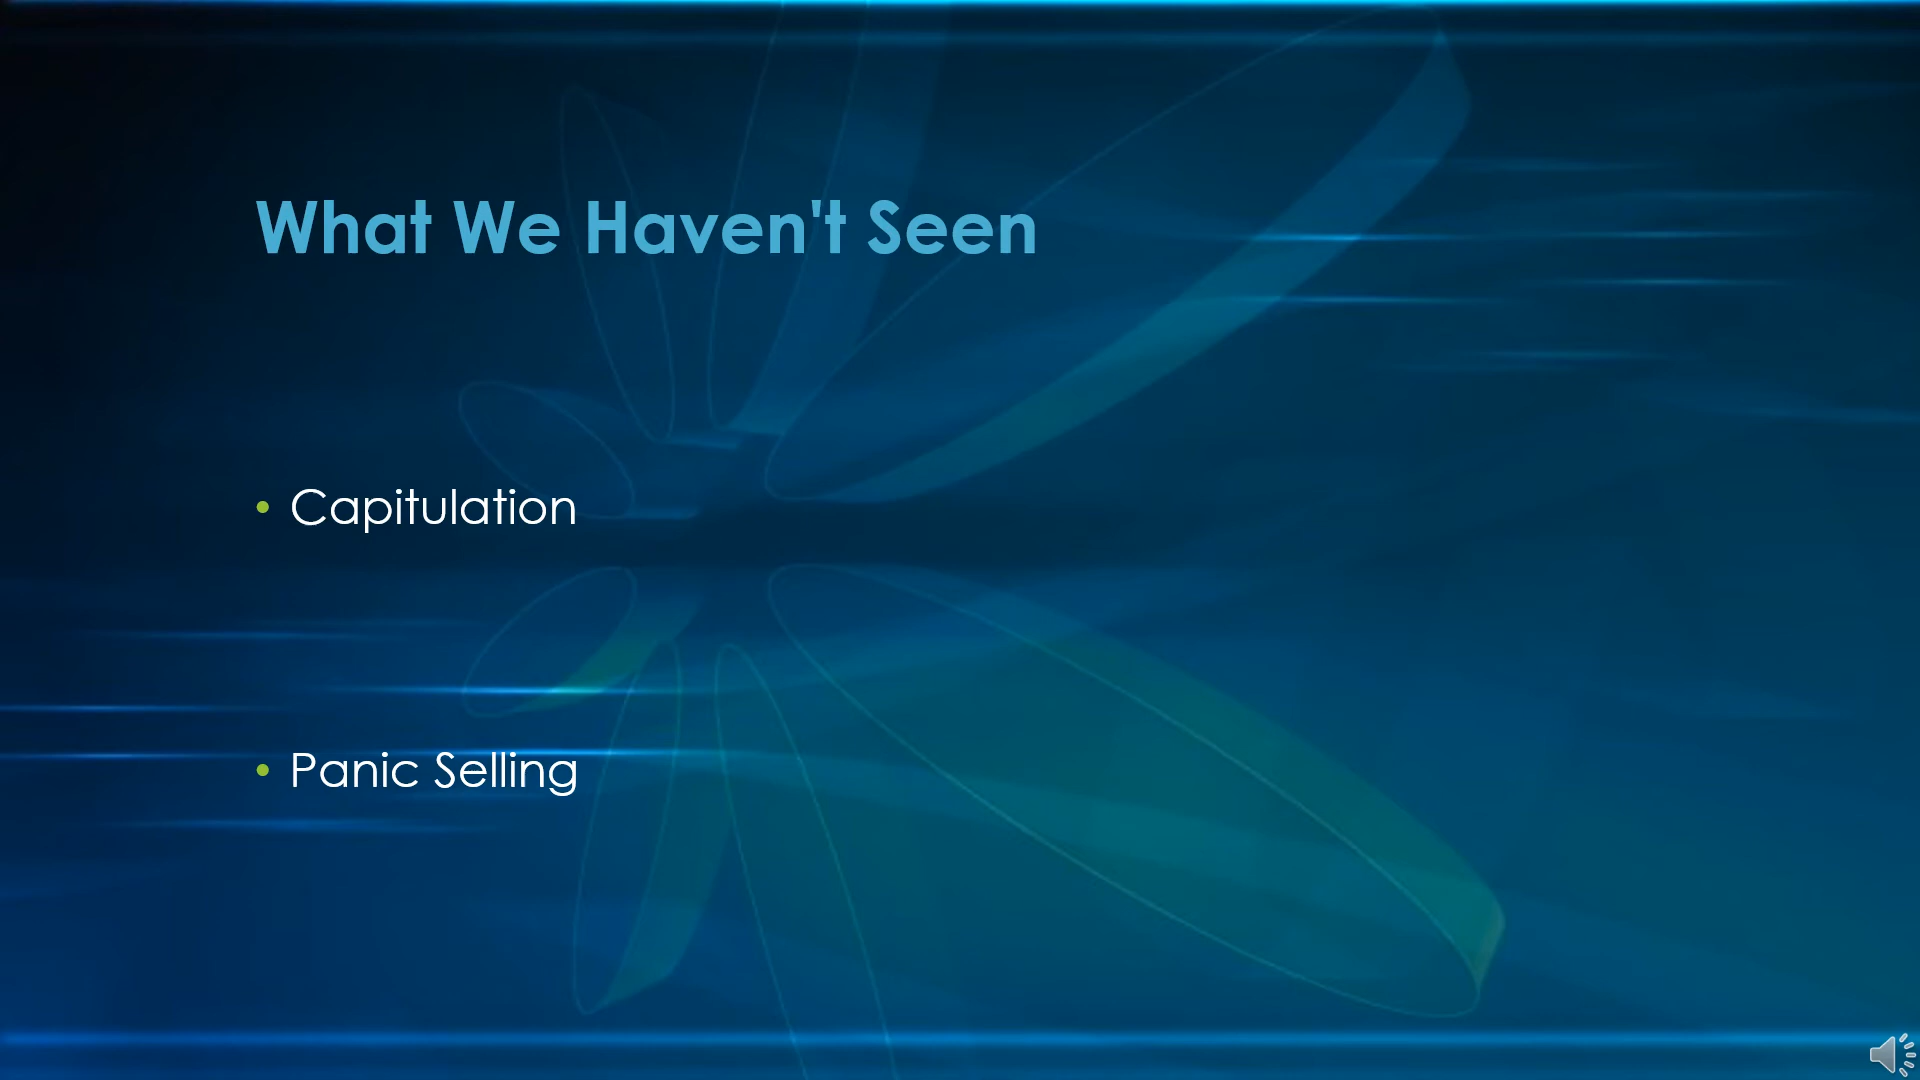 What We Haven't Seen
• Capitulation
• Panic Selling